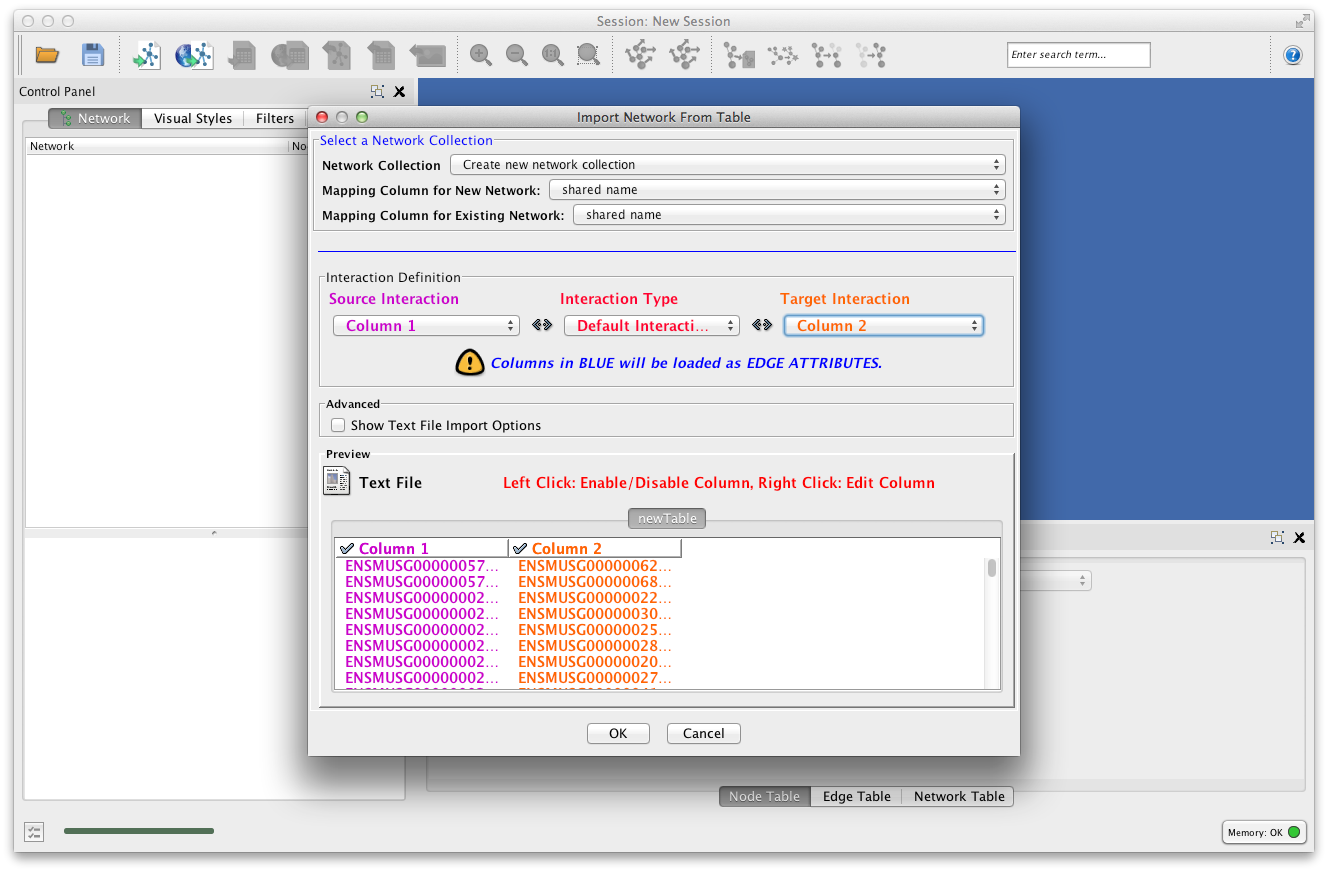 Session: New Session
Enter search term...
Control Panel
Network Visual Styles Filters
Network No
Import Network From Table
Select a Network Collection
Network Collection Create new network collection
Mapping Column for New Network: shared name
Mapping Column for Existing Network: shared name
Interaction Definition
Source Interaction Interaction Type Target Interaction
Column 1 Default Interacti... Column 2
Columns in BLUE will be loaded as EDGE ATTRIBUTES.
Advanced
Show Text File Import Options
Preview
Text File Left Click: Enable/Disable Column, Right Click: Edit Column
newTable
Column 1 Column 2
ENSMUSG00000057... ENSMUSG00000062...
ENSMUSG00000057... ENSMUSG00000068...
ENSMUSG00000002... ENSMUSG00000022...
ENSMUSG00000002... ENSMUSG00000030...
ENSMUSG00000002... ENSMUSG00000025...
ENSMUSG00000002... ENSMUSG00000028...
ENSMUSG00000002... ENSMUSG00000020...
ENSMUSG00000002... ENSMUSG00000027...
OK Cancel
Node Table Edge Table Network Table
Memory: OK